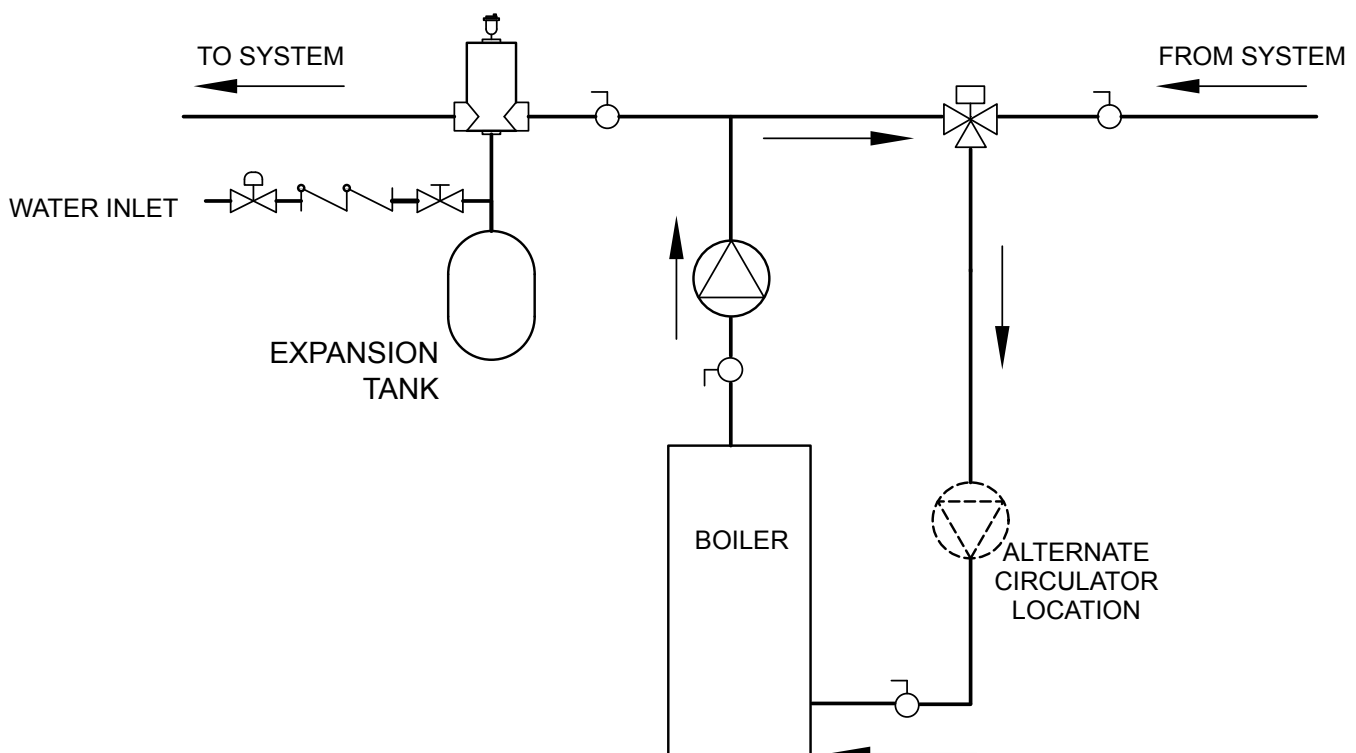 TO SYSTEM
FROM SYSTEM
WATER INLET
EXPANSION
TANK
BOILER
ALTERNATE
CIRCULATOR
LOCATION